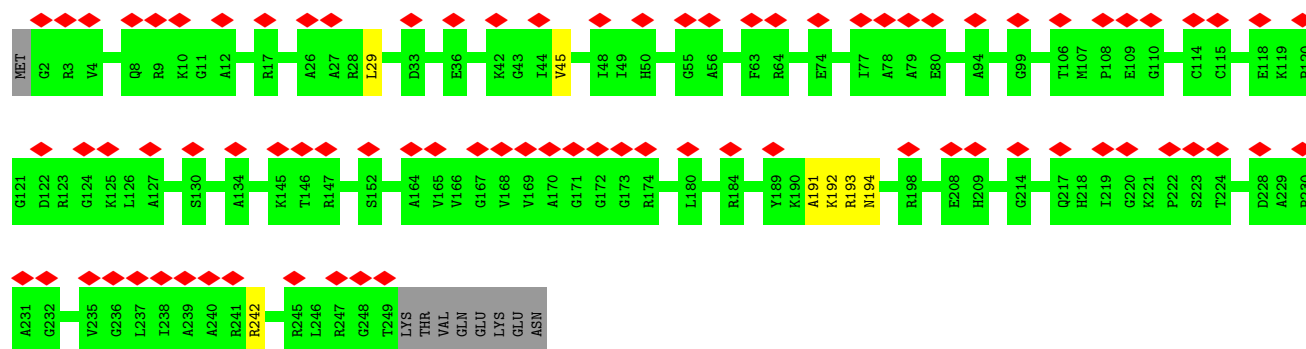 MET G2 R3 V4 Q8 R9 K10 G11 A12 R17 A26 A27 R28 L29 D33 E36 K42 G43 I44 V45 I48 I49 H50 G55 A56 F63 R64 E74 I77 A78 A79 E80 A94 G99 T106 M107 P108 E109 G110 C114 C115 E118 K119 R120
G121 D122 R123 G124 K125 L126 A127 S130 A134 K145 T146 R147 S152 A164 V165 V166 G167 V168 V169 A170 G171 G172 G173 R174 L180 R184 Y189 K190 A191 K192 R193 N194 R198 E208 H209 G214 Q217 H218 I219 G220 K221 P222 S223 T224 D228 A229
A231 G232 V235 G236 L237 I238 A239 A240 R241 R242 R245 L246 R247 G248 T249 LYS THR VAL GLN GLU LYS GLU ASN